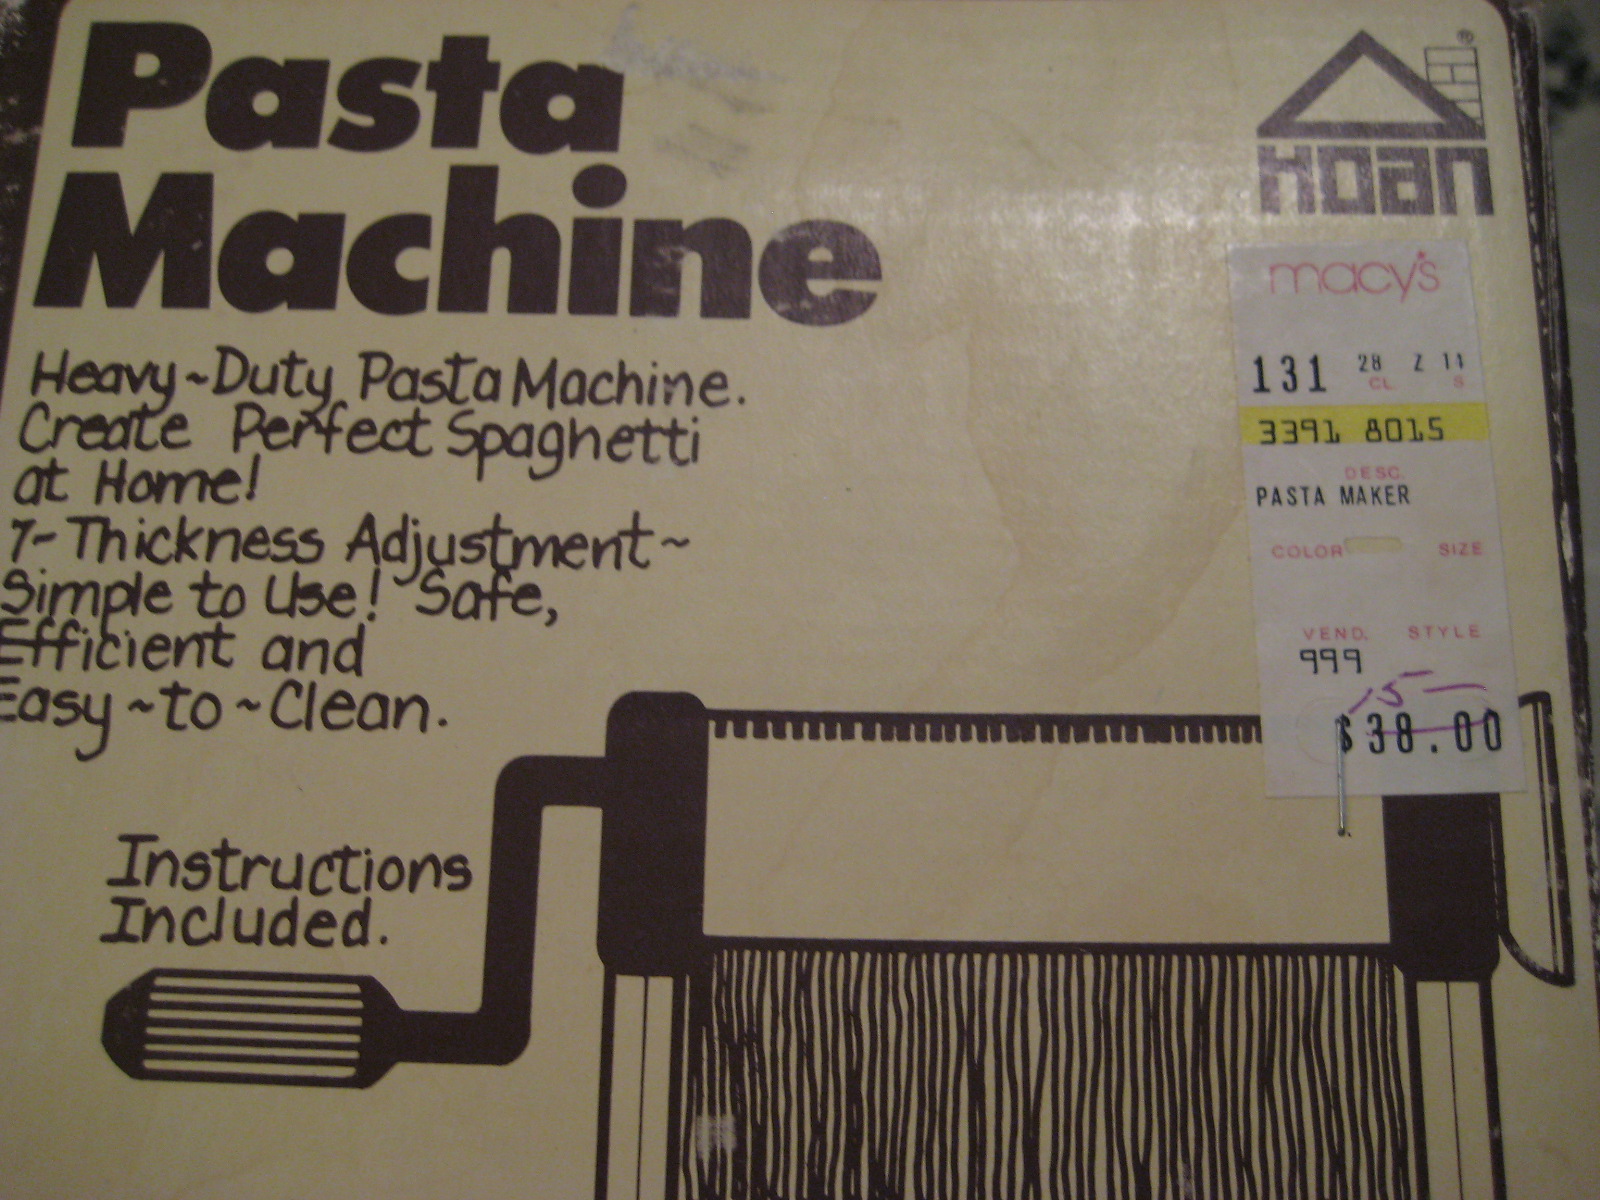 Pasta
Machine
Heavy~Duty Pasta Machine.
Create Perfect Spaghetti
at Home!
7-Thickness Adjustment~
Simple to Use! Safe,
Efficient and
Easy~to~Clean.
Instructions
Included.
®
HOAN
macy's
131 28 Z 11
CL S
3391 8015
DESC.
PASTA MAKER
COLOR SIZE
VEND. STYLE
999
15—
$38.00